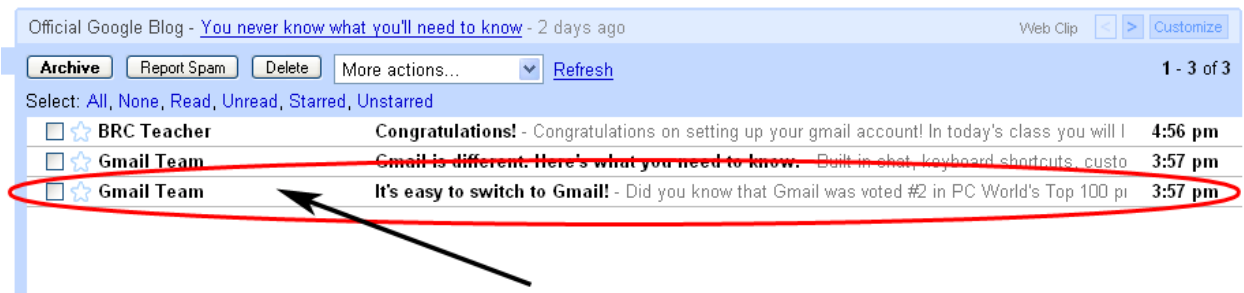 Official Google Blog - You never know what you'll need to know - 2 days ago Web Clip < > Customize
Archive Report Spam Delete More actions... Refresh 1 - 3 of 3
Select: All, None, Read, Unread, Starred, Unstarred
BRC Teacher Congratulations! - Congratulations on setting up your gmail account! In today's class you will l 4:56 pm
Gmail Team Gmail is different. Here's what you need to know. - Built-in chat, keyboard shortcuts, custo 3:57 pm
Gmail Team It's easy to switch to Gmail! - Did you know that Gmail was voted #2 in PC World's Top 100 pr 3:57 pm